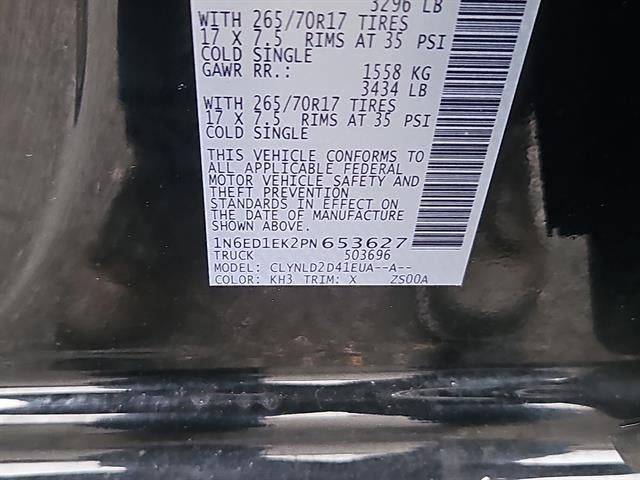 3296 LB
WITH 265/70R17 TIRES
17 X 7.5 RIMS AT 35 PSI
COLD SINGLE
GAWR RR.: 1558 KG
3434 LB
WITH 265/70R17 TIRES
17 X 7.5 RIMS AT 35 PSI
COLD SINGLE
THIS VEHICLE CONFORMS TO
ALL APPLICABLE FEDERAL
MOTOR VEHICLE SAFETY AND
THEFT PREVENTION
STANDARDS IN EFFECT ON
THE DATE OF MANUFACTURE
SHOWN ABOVE.
1N6ED1EK2PN653627
TRUCK 503696
MODEL: CLYNLD2D41EUA--A--
COLOR: KH3 TRIM: X ZS00A